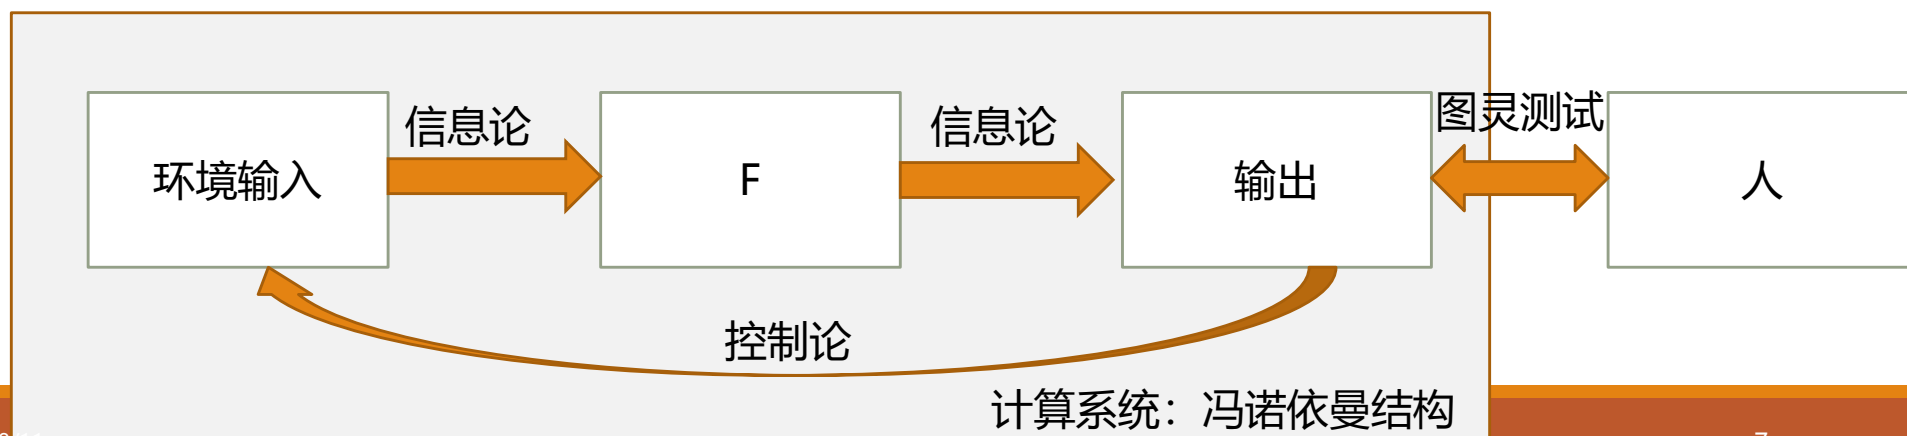 信息论
信息论
图灵测试
环境输入
F
输出
人
控制论
计算系统：冯诺依曼结构